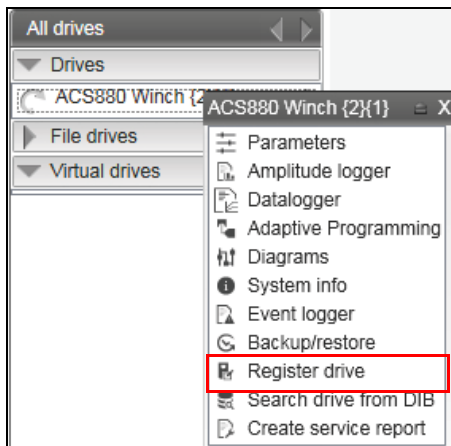 All drives
Drives
ACS880 Winch {2
File drives
Virtual drives
ACS880 Winch {2}{1} X
Parameters
Amplitude logger
Datalogger
Adaptive Programming
Diagrams
System info
Event logger
Backup/restore
Register drive
Search drive from DIB
Create service report